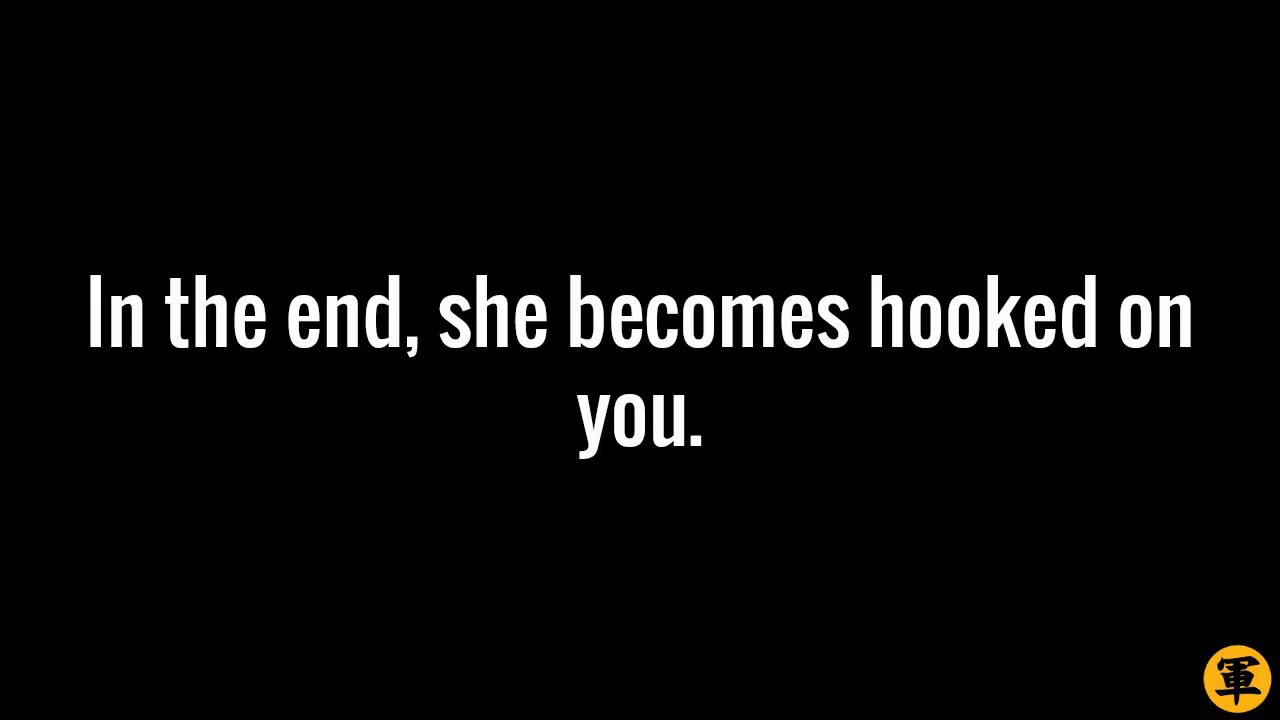 In the end, she becomes hooked on
you.
軍